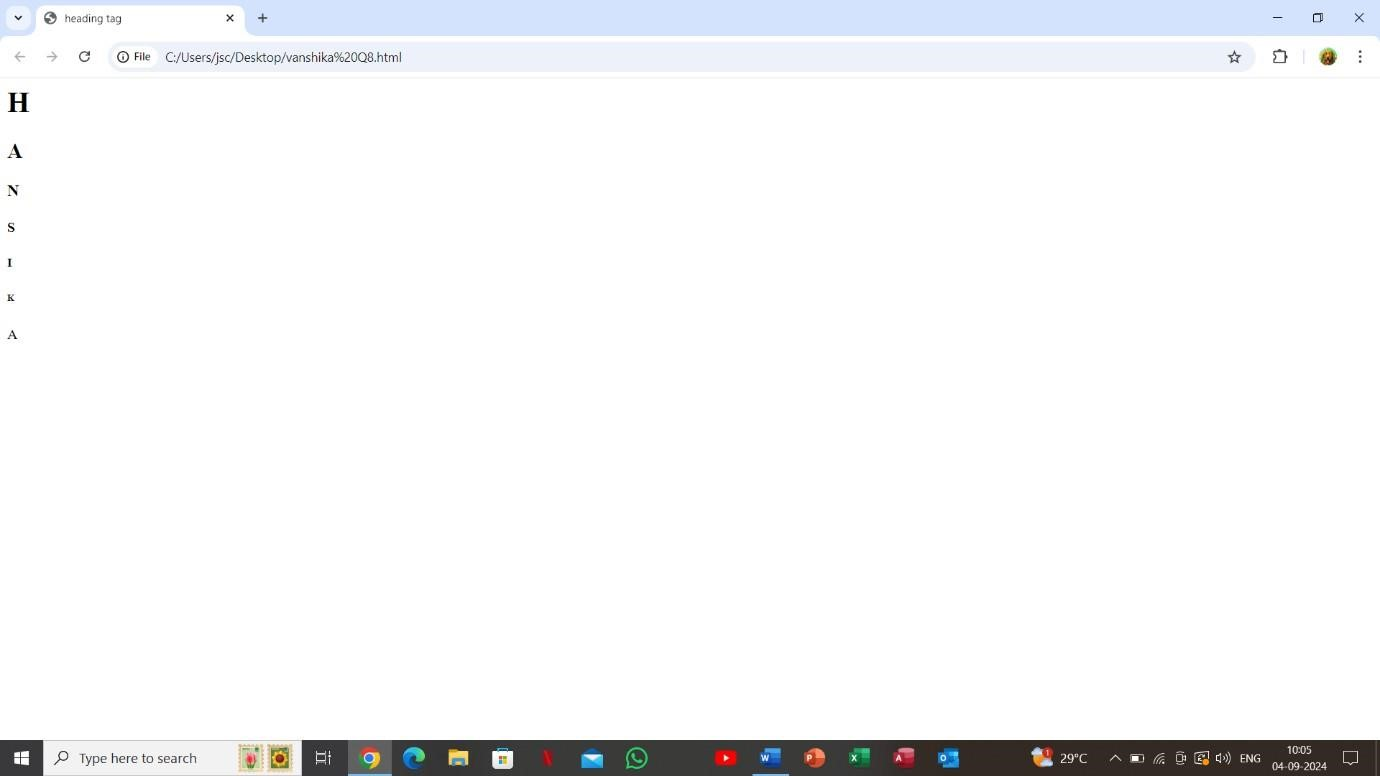 heading tag
File C:/Users/jsc/Desktop/vanshika%20Q8.html
H
A
N
S
I
K
A
Type here to search
1
29°C
ENG
10:05
04-09-2024